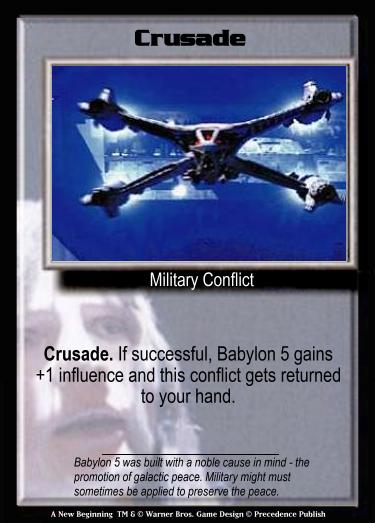 Crusade
Military Conflict
Crusade. If successful, Babylon 5 gains
+1 influence and this conflict gets returned
to your hand.
Babylon 5 was built with a noble cause in mind - the
promotion of galactic peace. Military might must
sometimes be applied to preserve the peace.
A New Beginning TM & © Warner Bros. Game Design © Precedence Publish